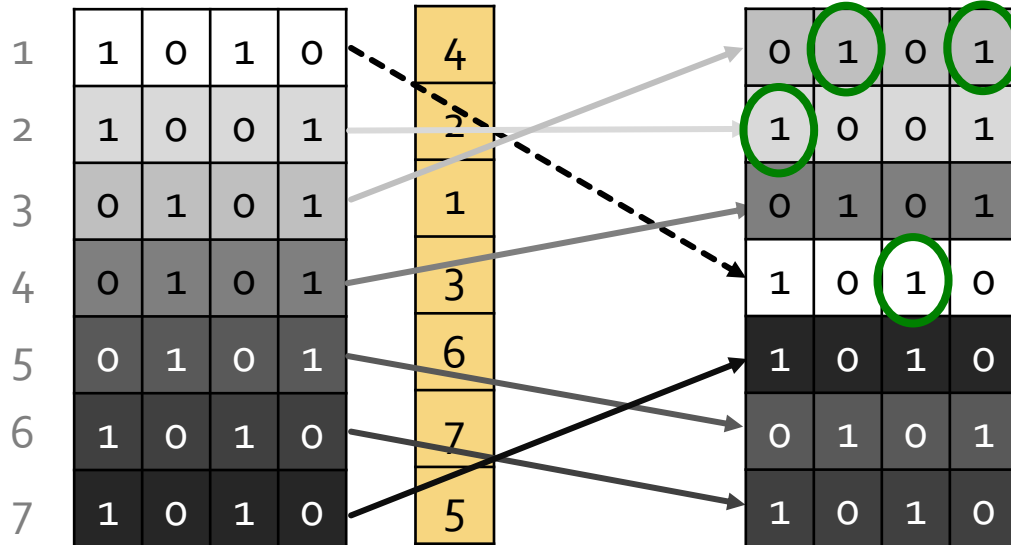 1 1 0 1 0 4 0 1 0 1
2 1 0 0 1 2 1 0 0 1
3 0 1 0 1 1 0 1 0 1
4 0 1 0 1 3 1 0 1 0
5 0 1 0 1 6 1 0 1 0
6 1 0 1 0 7 0 1 0 1
7 1 0 1 0 5 1 0 1 0